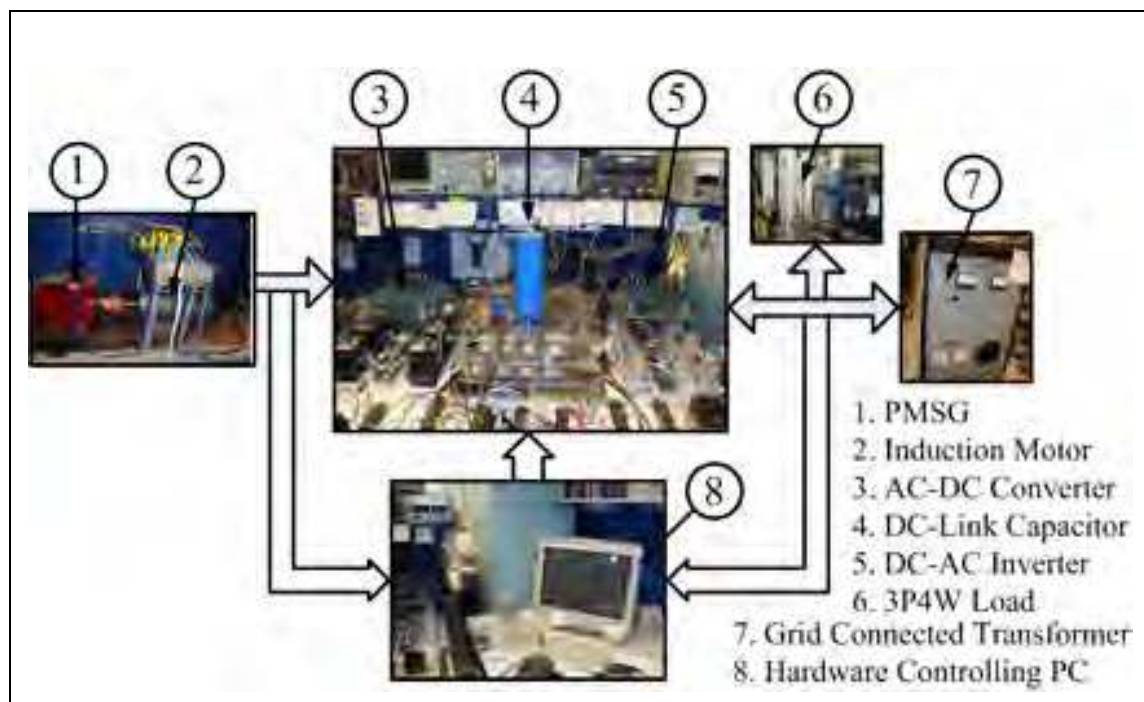 3
4
5
6
1
2
7
8
1. PMSG
2. Induction Motor
3. AC-DC Converter
4. DC-Link Capacitor
5. DC-AC Inverter
6. 3P4W Load
7. Grid Connected Transformer
8. Hardware Controlling PC